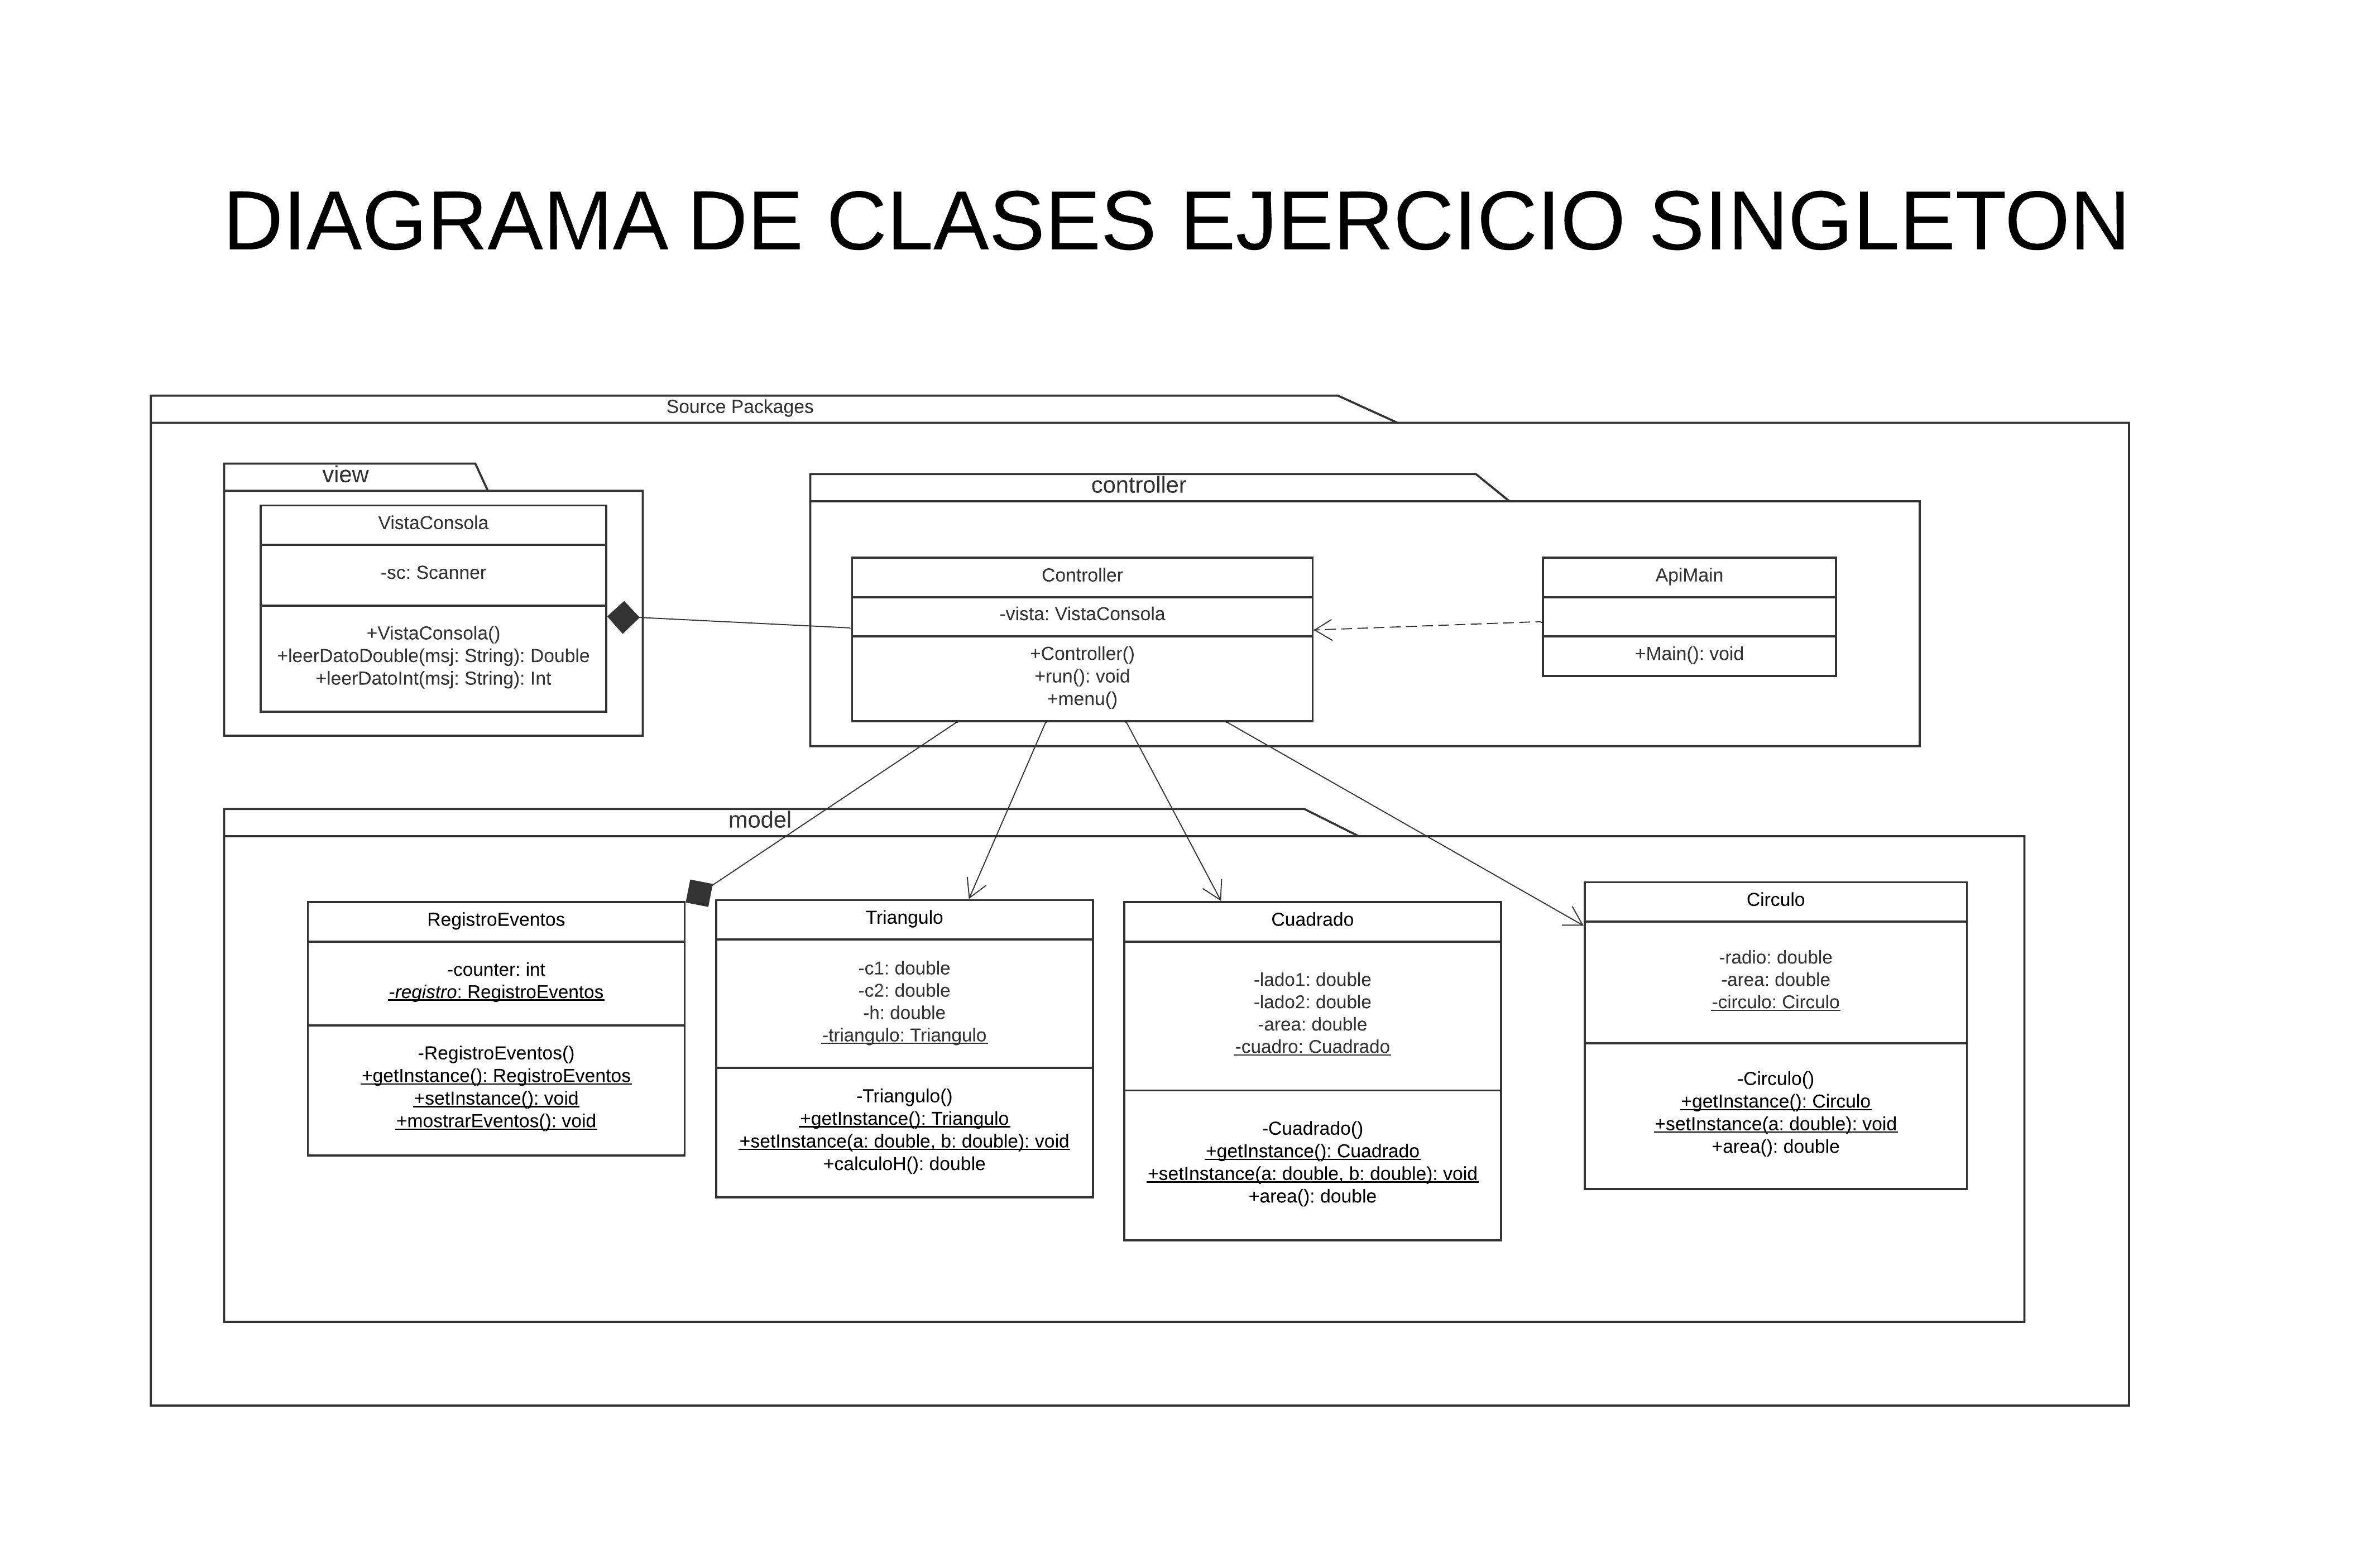 DIAGRAMA DE CLASES EJERCICIO SINGLETON
Source Packages
view
VistaConsola
-sc: Scanner
+VistaConsola()
+leerDatoDouble(msj: String): Double
+leerDatoInt(msj: String): Int
controller
Controller
-vista: VistaConsola
+Controller()
+run(): void
+menu()
ApiMain
+Main(): void
model
RegistroEventos
-counter: int
-registro: RegistroEventos
-RegistroEventos()
+getInstance(): RegistroEventos
+setInstance(): void
+mostrarEventos(): void
Triangulo
-c1: double
-c2: double
-h: double
-triangulo: Triangulo
-Triangulo()
+getInstance(): Triangulo
+setInstance(a: double, b: double): void
+calculoH(): double
Cuadrado
-lado1: double
-lado2: double
-area: double
-cuadro: Cuadrado
-Cuadrado()
+getInstance(): Cuadrado
+setInstance(a: double, b: double): void
+area(): double
Circulo
-radio: double
-area: double
-circulo: Circulo
-Circulo()
+getInstance(): Circulo
+setInstance(a: double): void
+area(): double